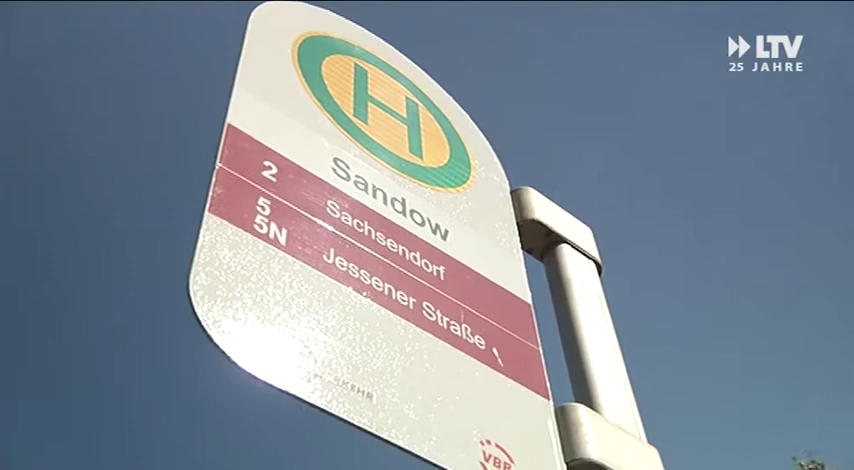 LTV
25 JAHRE
H
Sandow
2 Sachsendorf
5
5N Jessener Straße
VBB